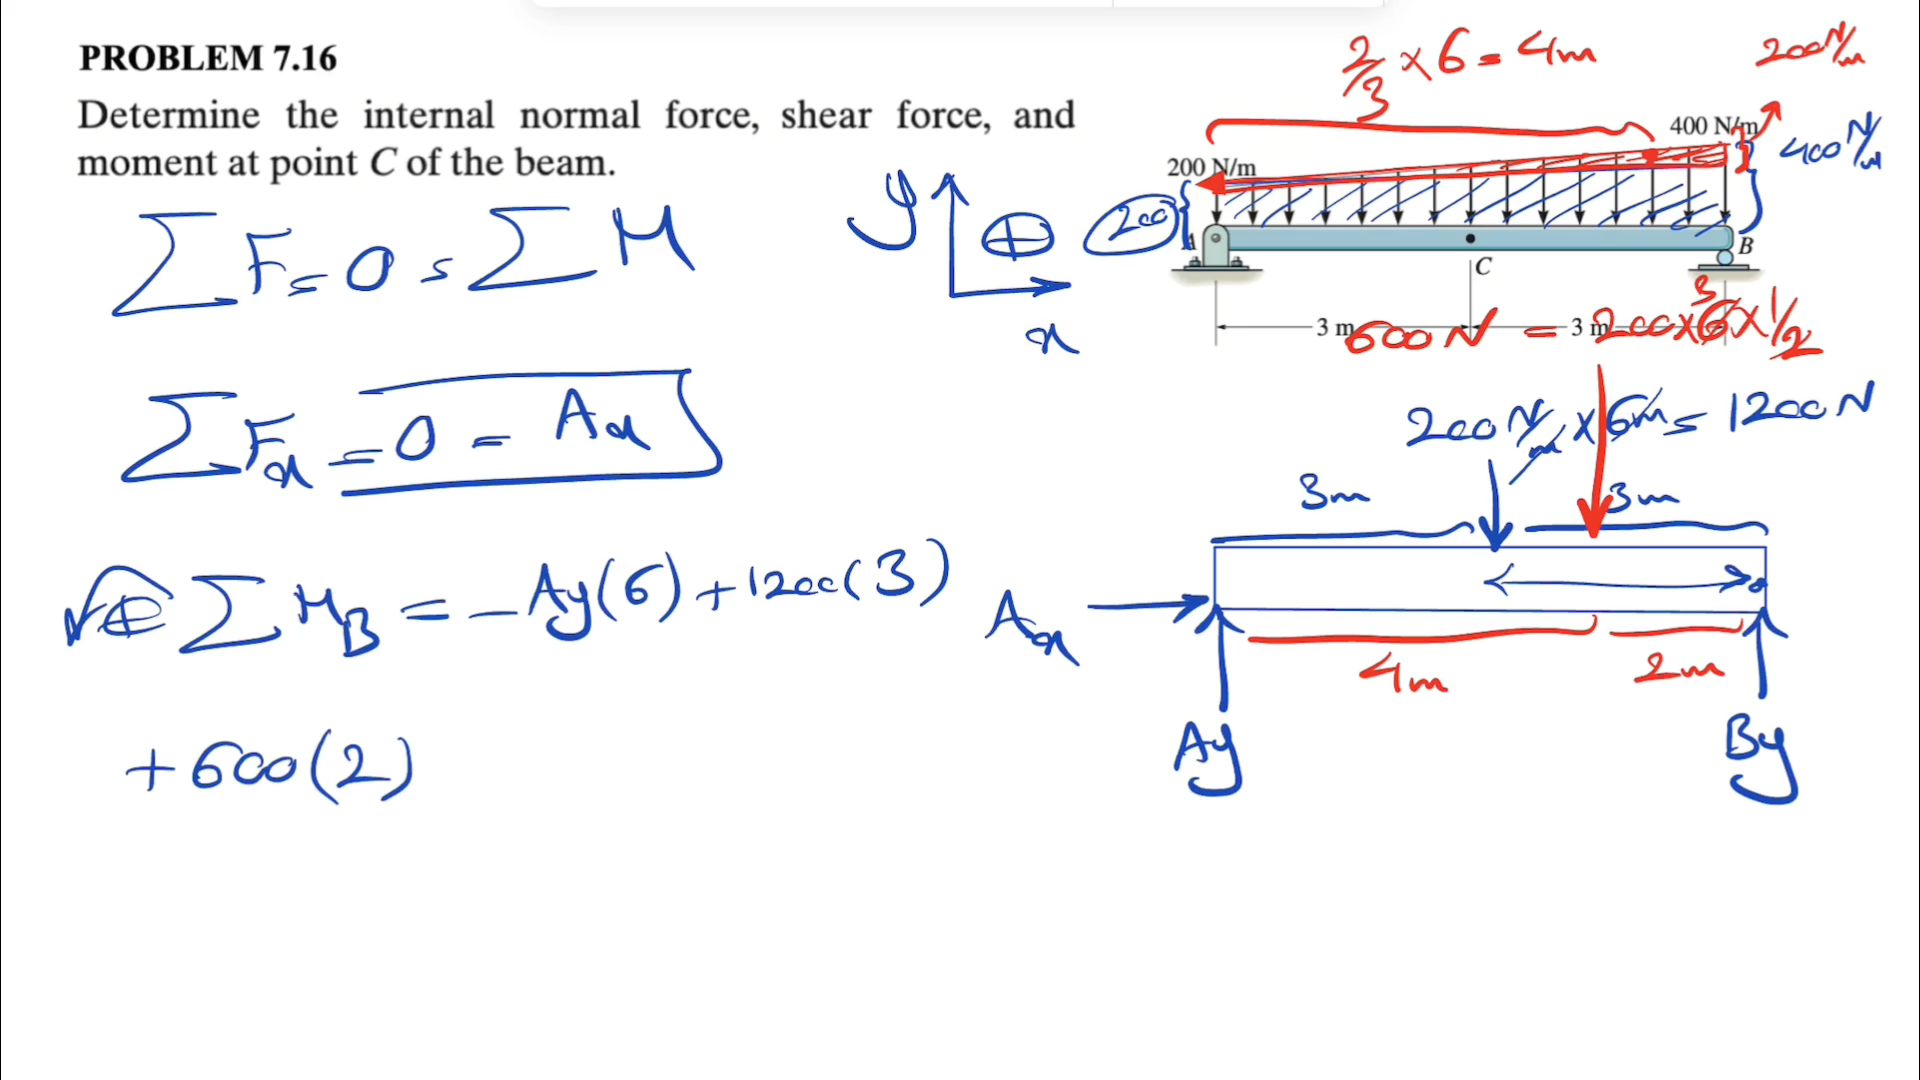 PROBLEM 7.16
Determine the internal normal force, shear force, and
moment at point C of the beam.
2/3 × 6 = 4m
200 N/m
400 N/m
400 N/m
200 N/m
200
A
B
C
3 m
3 m
y
x
⊕
600 N = 200×6×1/2
3
200 N/m × 6m = 1200 N
3m
3m
Ax
4m
2m
Ay
By
ΣF = 0 = ΣM
ΣFx = 0 = Ax
⊕ ΣMB = -Ay(6) + 1200(3)
+ 600(2)